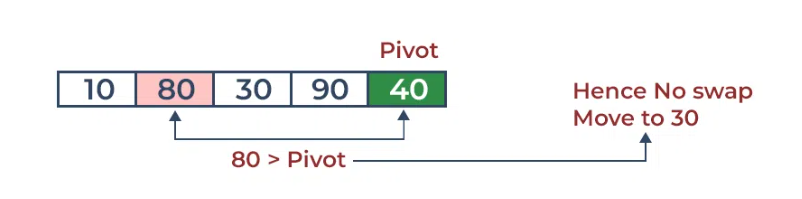 Pivot
10 80 30 90 40
Hence No swap
Move to 30
80 > Pivot